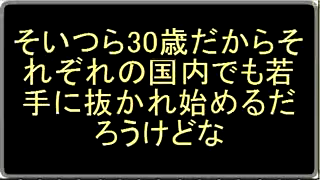 そいつら30歳だからそ
れぞれの国内でも若
手に抜かれ始めるだ
ろうけどな